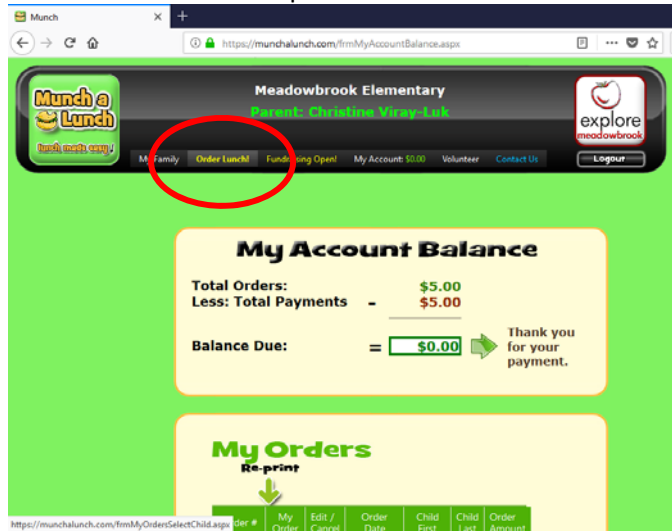 Munch
https://munchalunch.com/frmMyAccountBalance.aspx
Munch a Lunch
lunch made easy!
Meadowbrook Elementary
Parent: Christine Viray-Luk
explore
meadowbrook
My Family Order Lunch! Fundraising Open! My Account: $0.00 Volunteer Contact Us Logout
My Account Balance
Total Orders: $5.00
Less: Total Payments - $5.00
Balance Due: = $0.00
Thank you
for your
payment.
My Orders
Re-print
My Edit / Order Child Child Order
der # Order Cancel Date First Last Amount
https://munchalunch.com/frmMyOrdersSelectChild.aspx